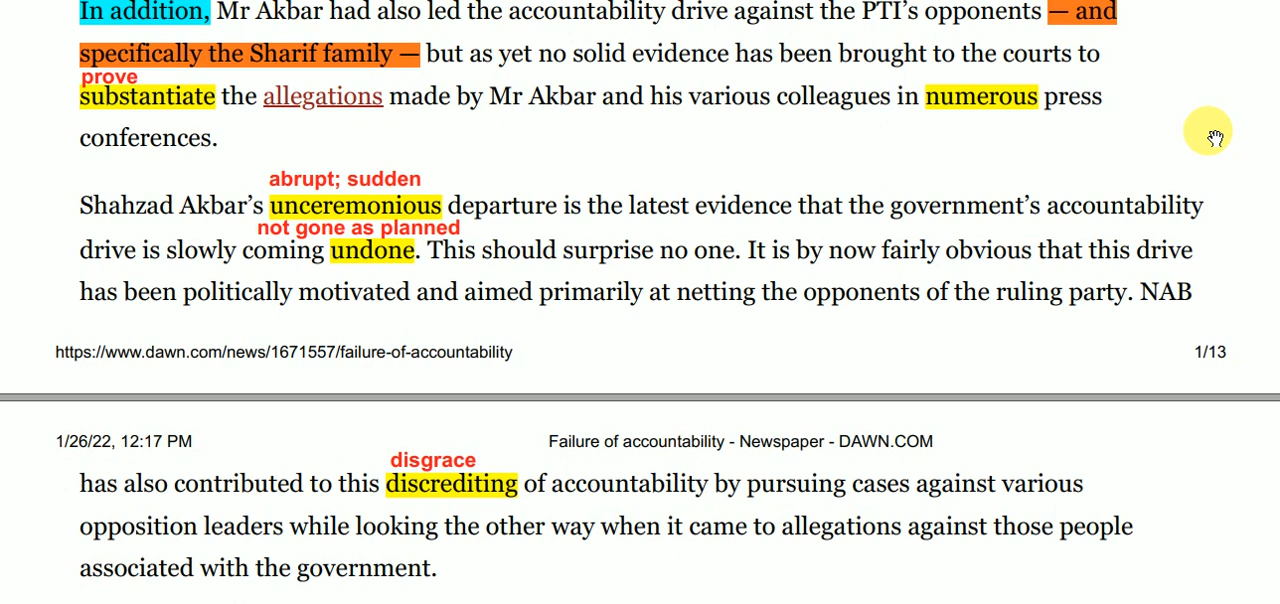 In addition, Mr Akbar had also led the accountability drive against the PTI’s opponents — and
specifically the Sharif family — but as yet no solid evidence has been brought to the courts to
prove
substantiate the allegations made by Mr Akbar and his various colleagues in numerous press
conferences.
abrupt; sudden
Shahzad Akbar’s unceremonious departure is the latest evidence that the government’s accountability
not gone as planned
drive is slowly coming undone. This should surprise no one. It is by now fairly obvious that this drive
has been politically motivated and aimed primarily at netting the opponents of the ruling party. NAB
https://www.dawn.com/news/1671557/failure-of-accountability 1/13
1/26/22, 12:17 PM Failure of accountability - Newspaper - DAWN.COM
disgrace
has also contributed to this discrediting of accountability by pursuing cases against various
opposition leaders while looking the other way when it came to allegations against those people
associated with the government.